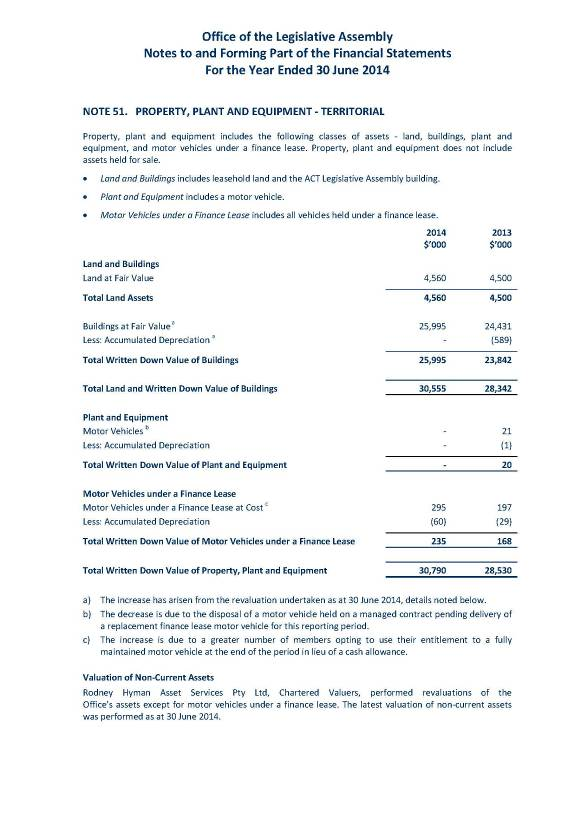 Office of the Legislative Assembly
Notes to and Forming Part of the Financial Statements
For the Year Ended 30 June 2014
NOTE 51. PROPERTY, PLANT AND EQUIPMENT - TERRITORIAL
Property, plant and equipment includes the following classes of assets - land, buildings, plant and
equipment, and motor vehicles under a finance lease. Property, plant and equipment does not include
assets held for sale.
• Land and Buildings includes leasehold land and the ACT Legislative Assembly building.
• Plant and Equipment includes a motor vehicle.
• Motor Vehicles under a Finance Lease includes all vehicles held under a finance lease.
2014 2013
$'000 $'000
Land and Buildings
Land at Fair Value 4,560 4,500
Total Land Assets 4,560 4,500
Buildings at Fair Value a 25,995 24,431
Less: Accumulated Depreciation a - (589)
Total Written Down Value of Buildings 25,995 23,842
Total Land and Written Down Value of Buildings 30,555 28,342
Plant and Equipment
Motor Vehicles b - 21
Less: Accumulated Depreciation - (1)
Total Written Down Value of Plant and Equipment - 20
Motor Vehicles under a Finance Lease
Motor Vehicles under a Finance Lease at Cost c 295 197
Less: Accumulated Depreciation (60) (29)
Total Written Down Value of Motor Vehicles under a Finance Lease 235 168
Total Written Down Value of Property, Plant and Equipment 30,790 28,530
a) The increase has arisen from the revaluation undertaken as at 30 June 2014, details noted below.
b) The decrease is due to the disposal of a motor vehicle held on a managed contract pending delivery of
a replacement finance lease motor vehicle for this reporting period.
c) The increase is due to a greater number of members opting to use their entitlement to a fully
maintained motor vehicle at the end of the period in lieu of a cash allowance.
Valuation of Non-Current Assets
Rodney Hyman Asset Services Pty Ltd, Chartered Valuers, performed revaluations of the
Office's assets except for motor vehicles under a finance lease. The latest valuation of non-current assets
was performed as at 30 June 2014.